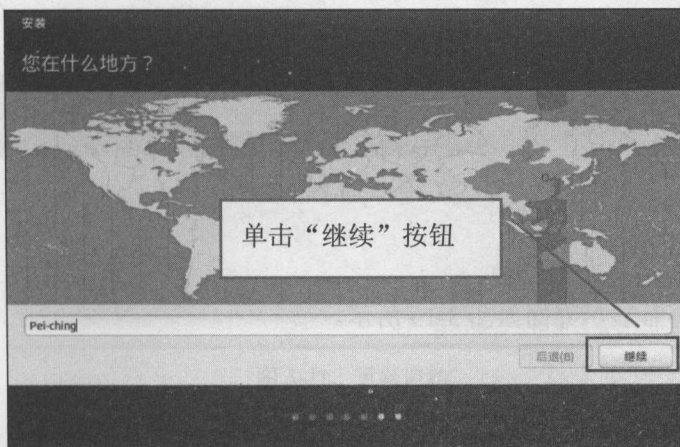 安装
您在什么地方？
单击“继续”按钮
Pei-ching
后退(B)
继续